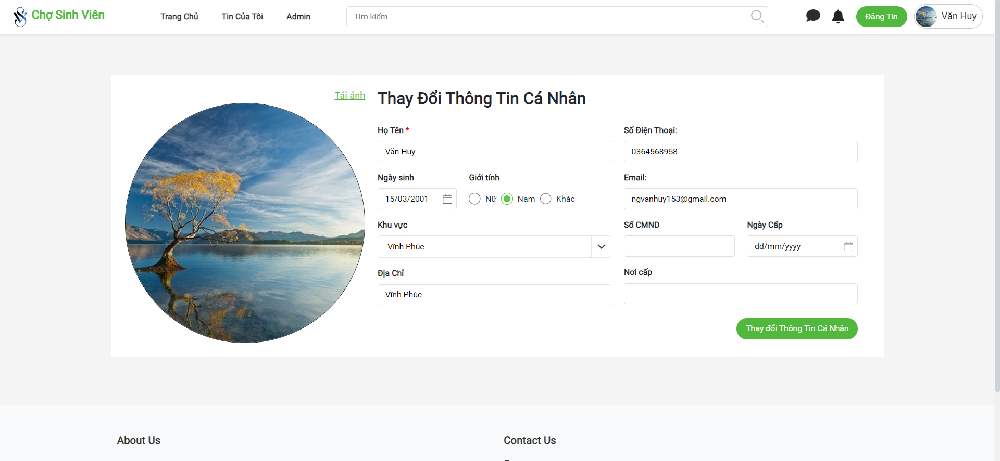 Chợ Sinh Viên
Trang Chủ
Tin Của Tôi
Admin
Tìm kiếm
Đăng Tin
Văn Huy
Tải ảnh
Thay Đổi Thông Tin Cá Nhân
Họ Tên *
Số Điện Thoại:
Văn Huy
0364568958
Ngày sinh
Giới tính
Email:
15/03/2001
Nữ
Nam
Khác
ngvanhuy153@gmail.com
Khu vực
Số CMND
Ngày Cấp
Vĩnh Phúc
dd/mm/yyyy
Địa Chỉ
Nơi cấp
Vĩnh Phúc
Thay đổi Thông Tin Cá Nhân
About Us
Contact Us